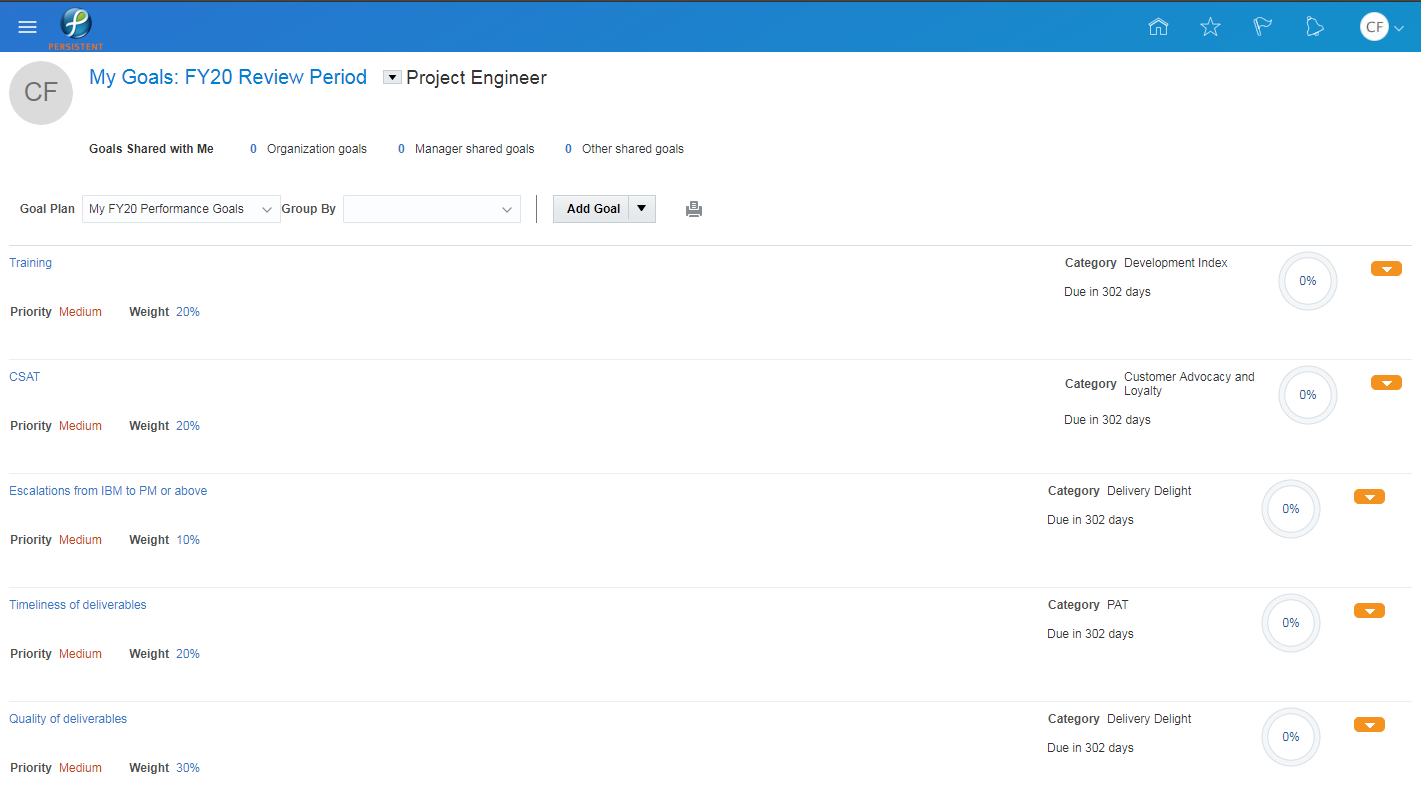 PERSISTENT
CF
CF
My Goals: FY20 Review Period Project Engineer
Goals Shared with Me 0 Organization goals 0 Manager shared goals 0 Other shared goals
Goal Plan My FY20 Performance Goals Group By Add Goal
Training
Category Development Index
0%
Due in 302 days
Priority Medium Weight 20%
CSAT
Category Customer Advocacy and
Loyalty
0%
Due in 302 days
Priority Medium Weight 20%
Escalations from IBM to PM or above
Category Delivery Delight
0%
Due in 302 days
Priority Medium Weight 10%
Timeliness of deliverables
Category PAT
0%
Due in 302 days
Priority Medium Weight 20%
Quality of deliverables
Category Delivery Delight
0%
Due in 302 days
Priority Medium Weight 30%